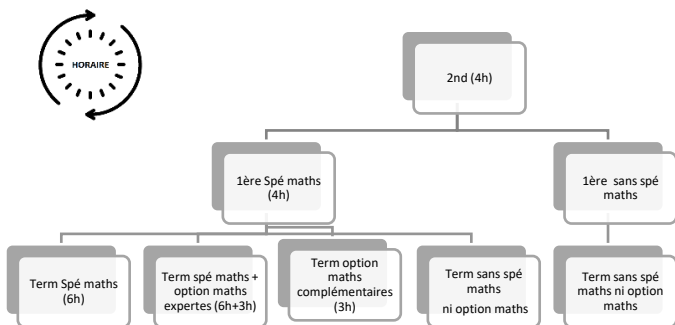 HORAIRE
2nd (4h)
1ère Spé maths
(4h)
1ère sans spé
maths
Term Spé maths
(6h)
Term spé maths +
option maths
expertes (6h+3h)
Term option
maths
complémentaires
(3h)
Term sans spé
maths
ni option maths
Term sans spé
maths ni option
maths